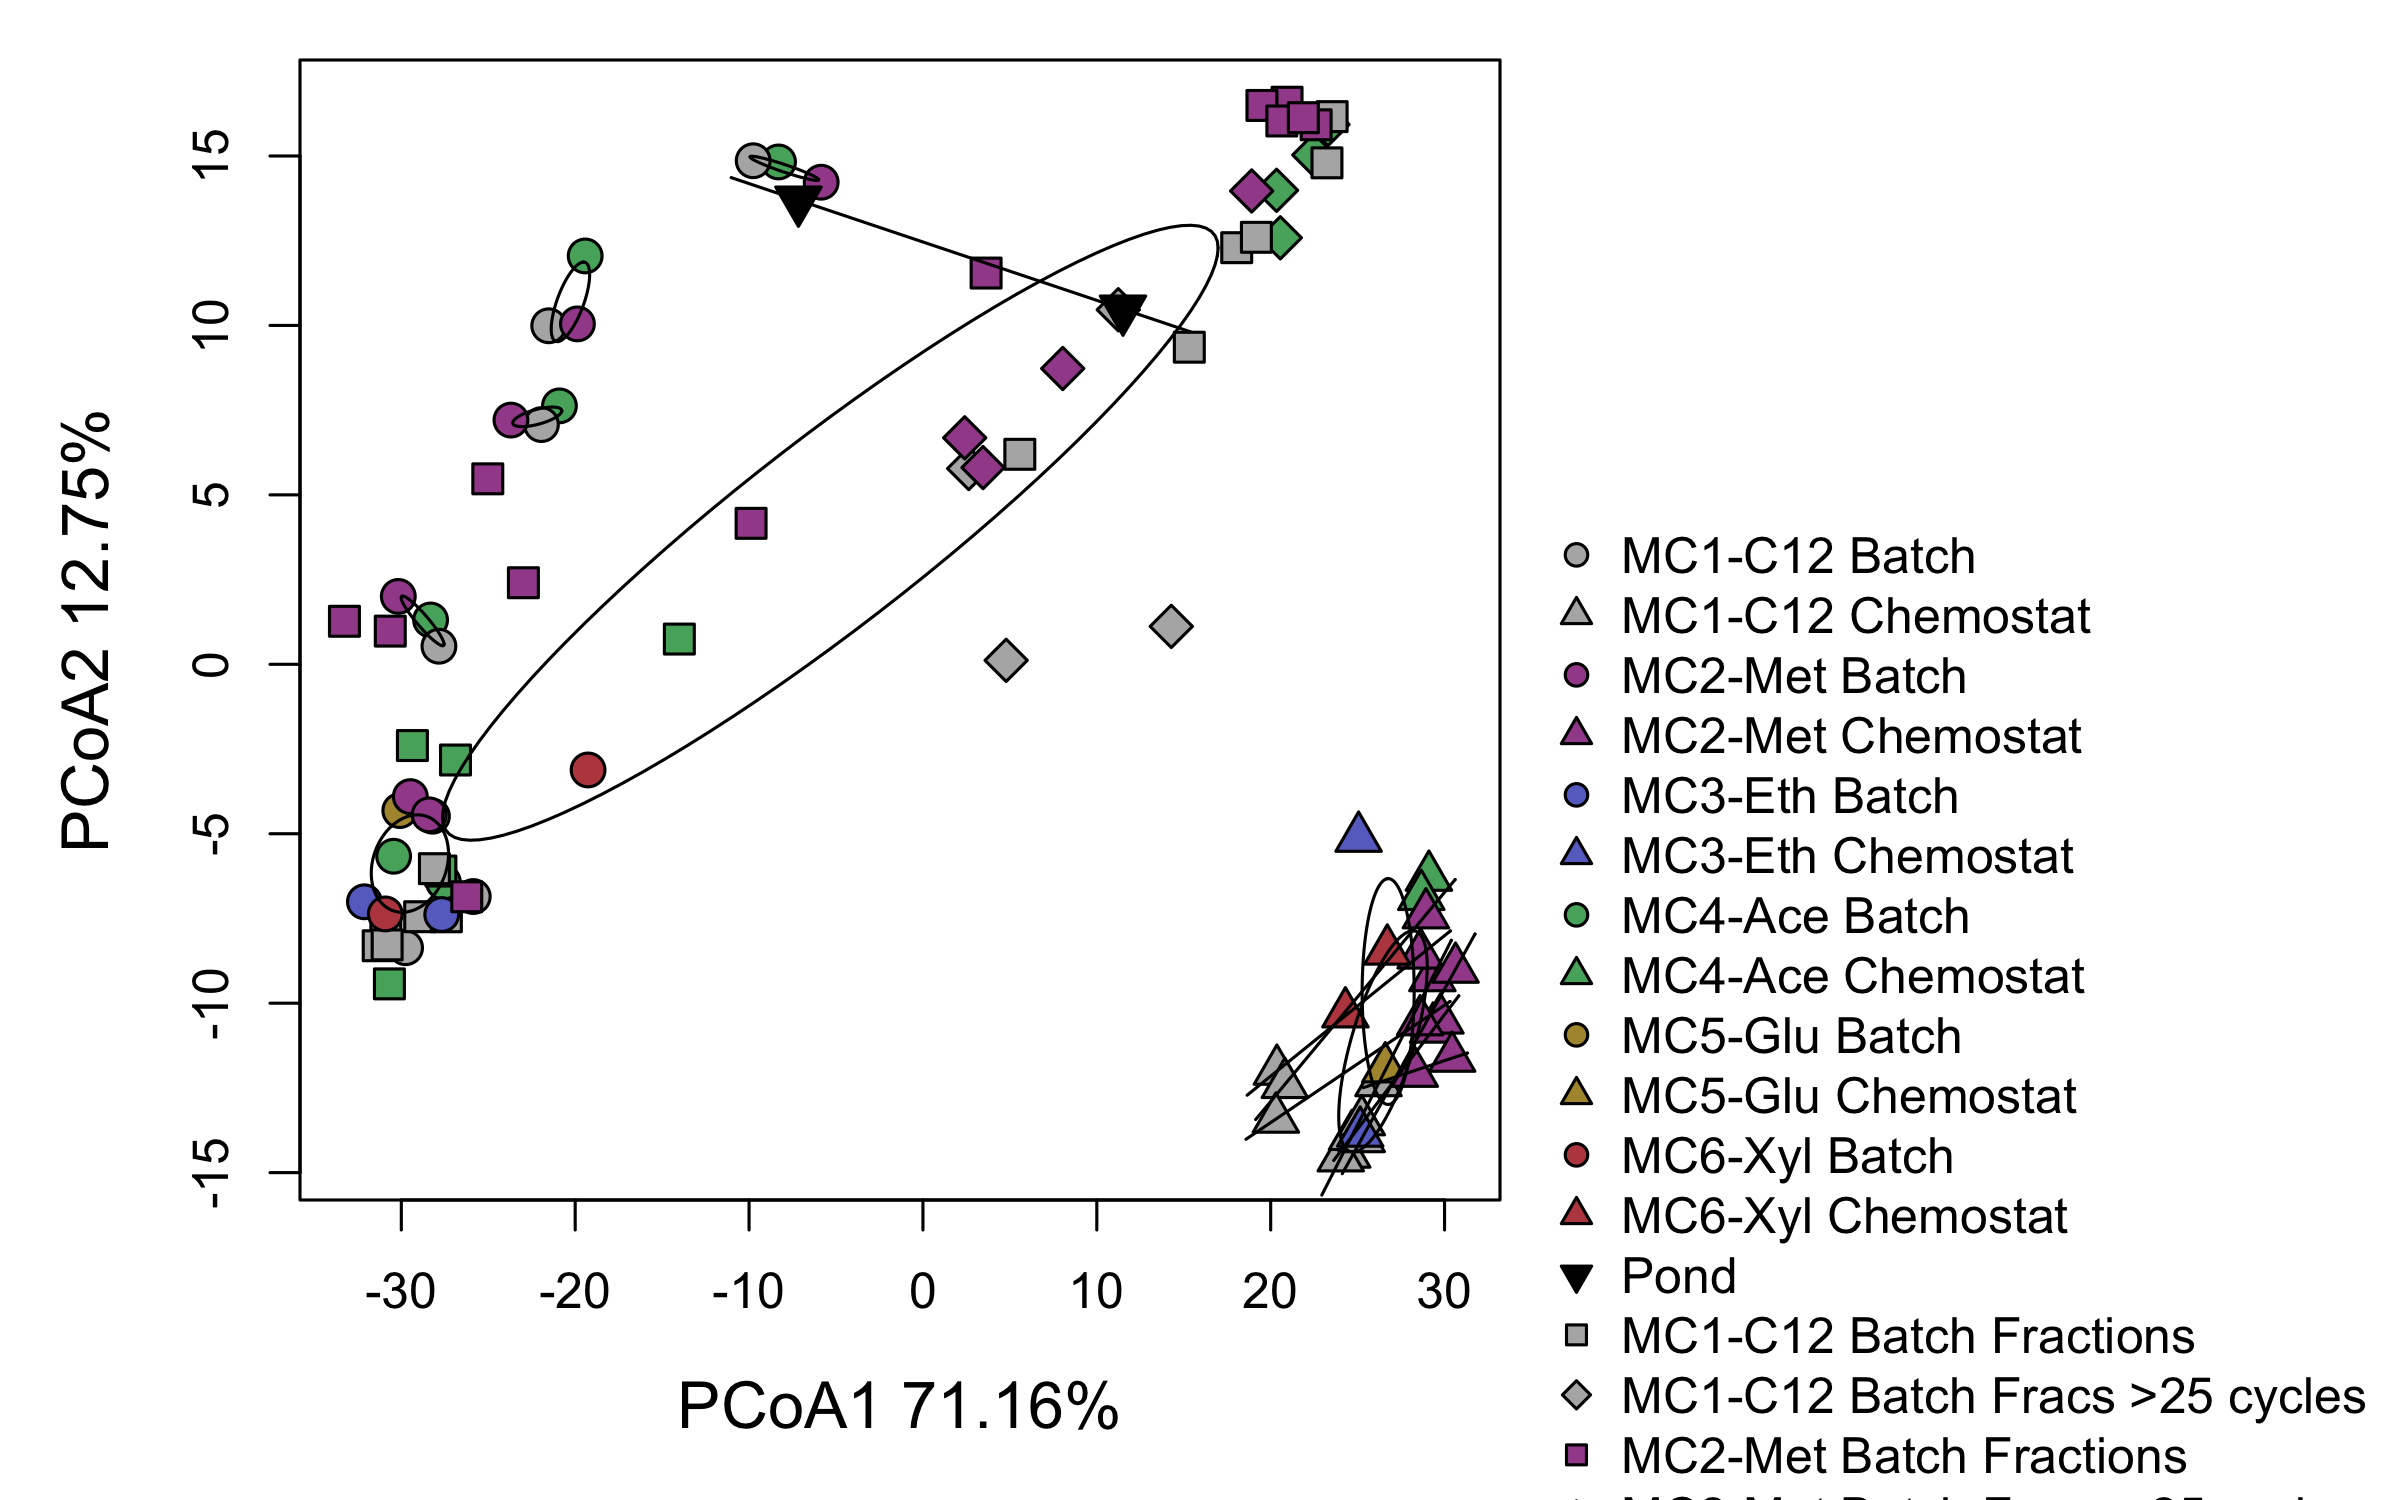 PCoA2 12.75%
15
10
5
0
-5
-10
-15
-30 -20 -10 0 10 20 30
PCoA1 71.16%
MC1-C12 Batch
MC1-C12 Chemostat
MC2-Met Batch
MC2-Met Chemostat
MC3-Eth Batch
MC3-Eth Chemostat
MC4-Ace Batch
MC4-Ace Chemostat
MC5-Glu Batch
MC5-Glu Chemostat
MC6-Xyl Batch
MC6-Xyl Chemostat
Pond
MC1-C12 Batch Fractions
MC1-C12 Batch Fracs >25 cycles
MC2-Met Batch Fractions